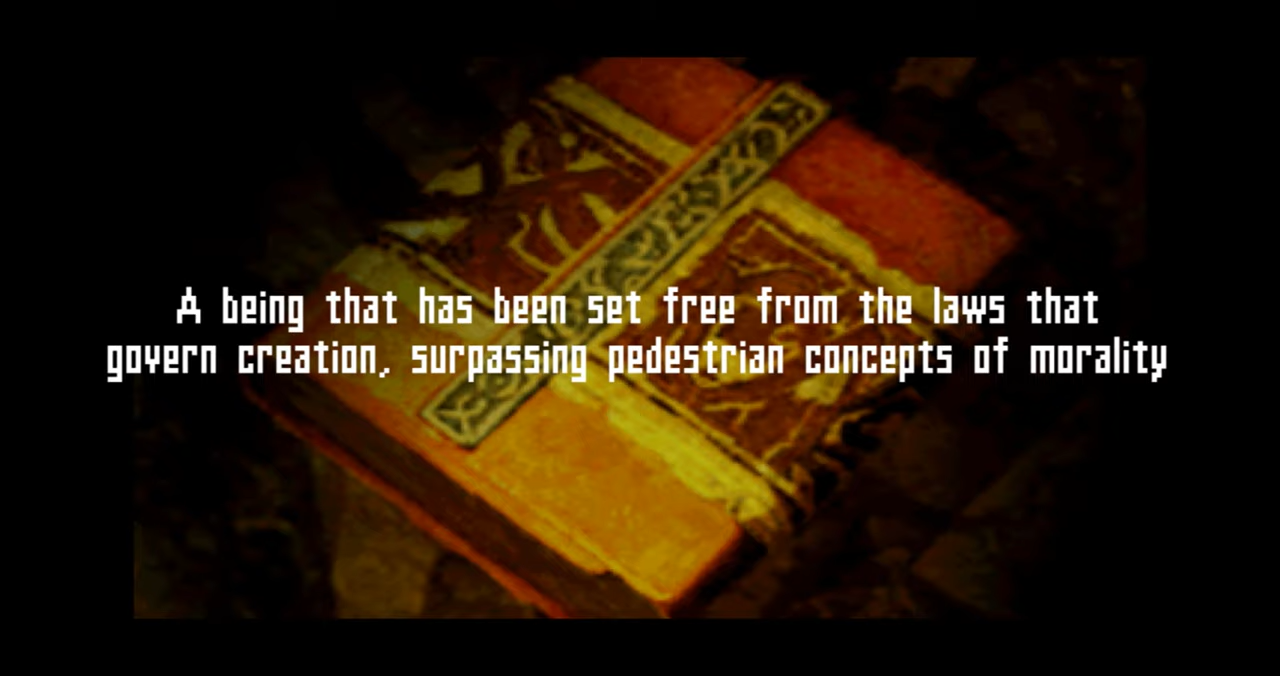 A being that has been set free from the laws that
govern creation, surpassing pedestrian concepts of morality